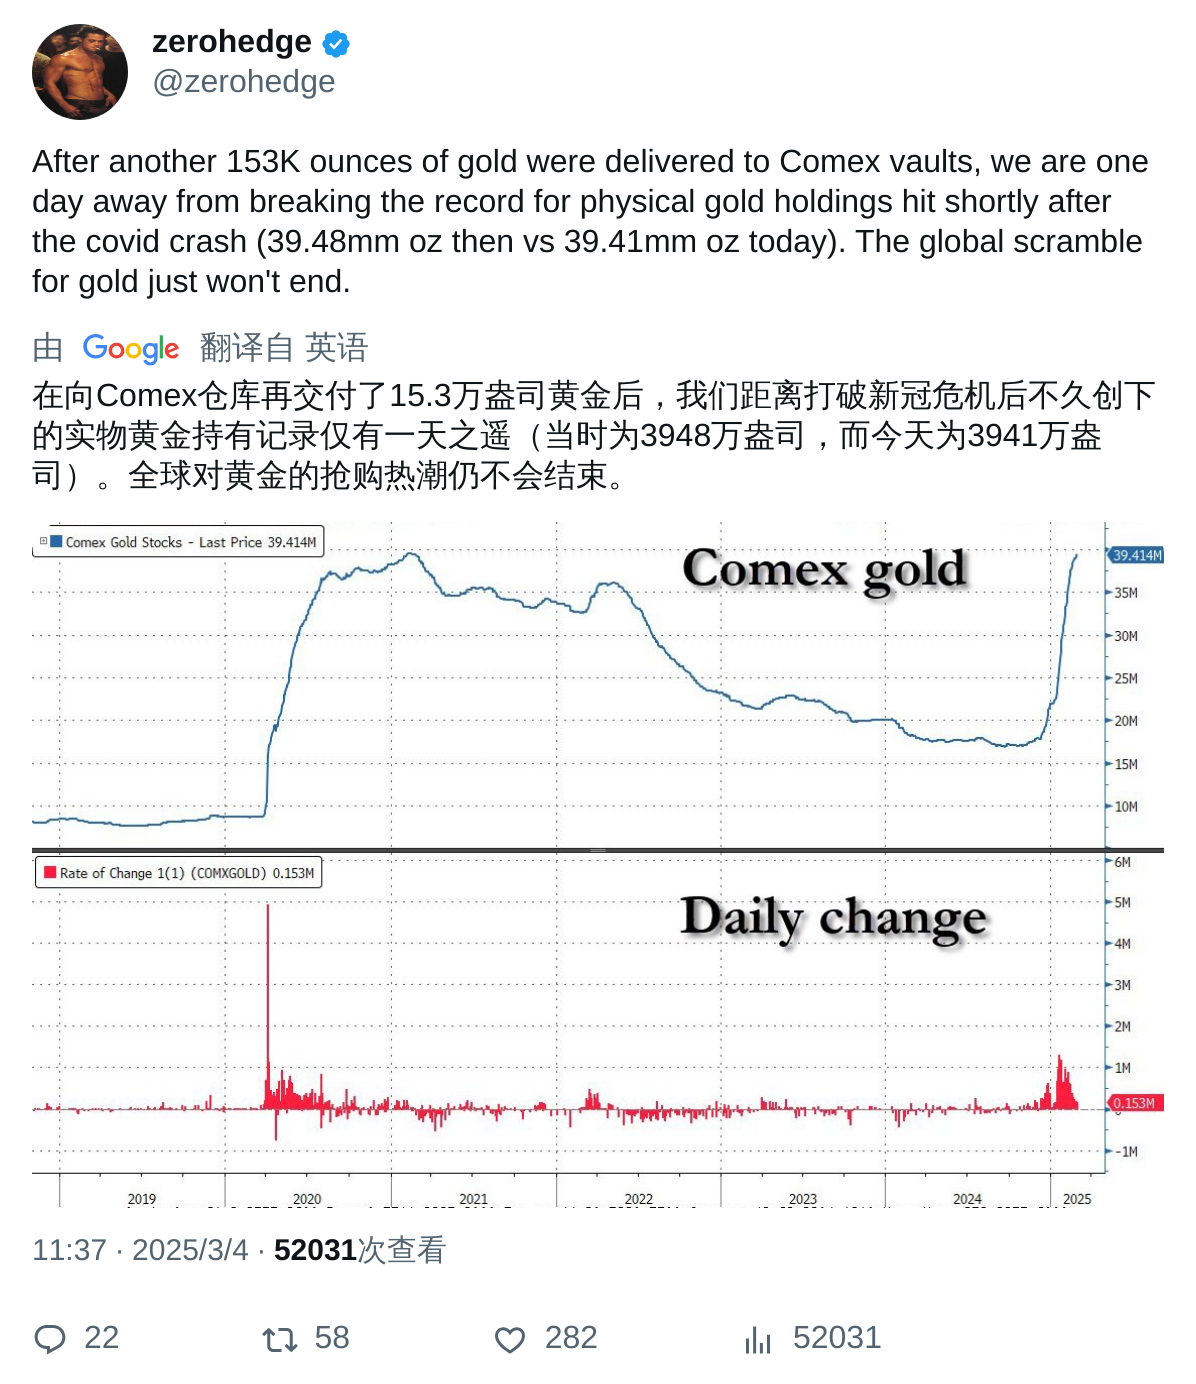 zerohedge
@zerohedge
After another 153K ounces of gold were delivered to Comex vaults, we are one
day away from breaking the record for physical gold holdings hit shortly after
the covid crash (39.48mm oz then vs 39.41mm oz today). The global scramble
for gold just won't end.
由 Google 翻译自 英语
在向Comex仓库再交付了15.3万盎司黄金后，我们距离打破新冠危机后不久创下
的实物黄金持有记录仅有一天之遥（当时为3948万盎司，而今天为3941万盎
司）。全球对黄金的抢购热潮仍不会结束。
Comex Gold Stocks - Last Price 39.414M
Comex gold
39.414M
35M
30M
25M
20M
15M
10M
Rate of Change 1(1) (COMXGOLD) 0.153M
Daily change
6M
5M
4M
3M
2M
1M
0.153M
-1M
2019 2020 2021 2022 2023 2024 2025
11:37 · 2025/3/4 · 52031次查看
22 58 282 52031